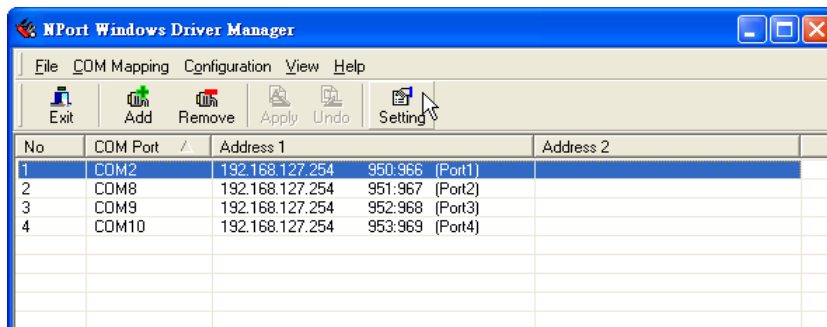 NPort Windows Driver Manager
File COM Mapping Configuration View Help
Exit Add Remove Apply Undo Setting
No COM Port Address 1 Address 2
1 COM2 192.168.127.254 950:966 (Port1)
2 COM8 192.168.127.254 951:967 (Port2)
3 COM9 192.168.127.254 952:968 (Port3)
4 COM10 192.168.127.254 953:969 (Port4)